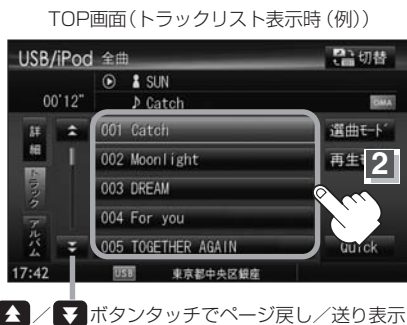 TOP画面（トラックリスト表示時（例））
USB/iPod 全曲 切替
SUN
00'12" Catch
詳細 001 Catch 選曲モード
002 Moonlight 再生モ 2
トラック 003 DREAM
アルバム 004 For you
005 TOGETHER AGAIN Quick
17:42 USB 東京都中央区銀座
／ ボタンタッチでページ戻し／送り表示